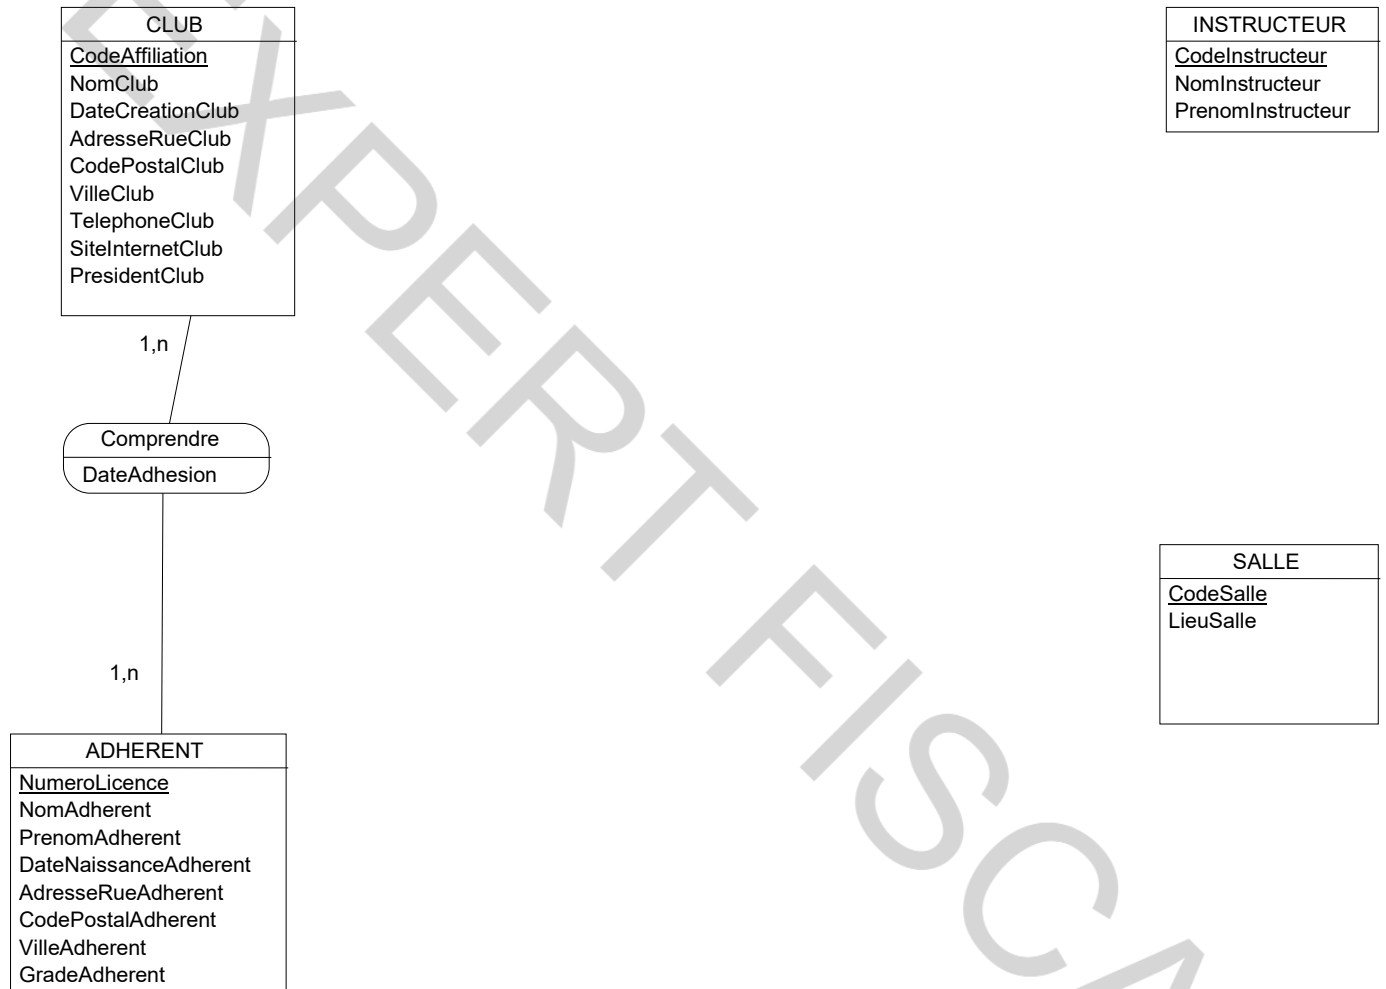 CLUB
CodeAffiliation
NomClub
DateCreationClub
AdresseRueClub
CodePostalClub
VilleClub
TelephoneClub
SiteInternetClub
PresidentClub
1,n
Comprendre
DateAdhesion
1,n
ADHERENT
NumeroLicence
NomAdherent
PrenomAdherent
DateNaissanceAdherent
AdresseRueAdherent
CodePostalAdherent
VilleAdherent
GradeAdherent
INSTRUCTEUR
CodeInstructeur
NomInstructeur
PrenomInstructeur
SALLE
CodeSalle
LieuSalle
EXPERT FISCA